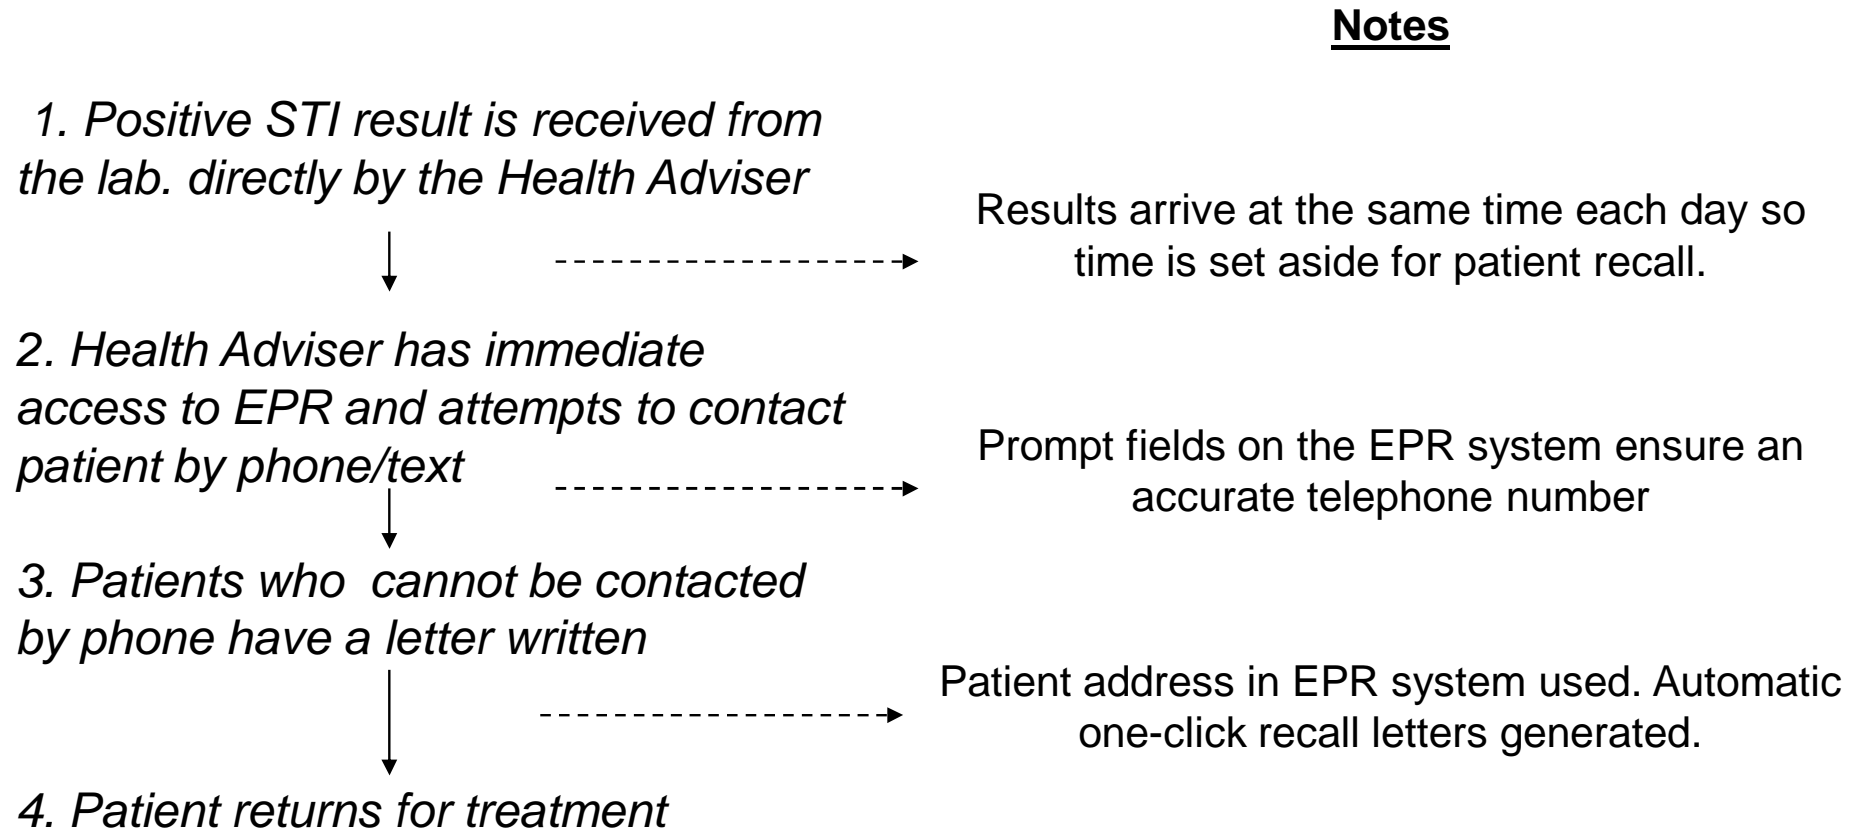 Notes
1. Positive STI result is received from
the lab. directly by the Health Adviser
Results arrive at the same time each day so
time is set aside for patient recall.
2. Health Adviser has immediate
access to EPR and attempts to contact
patient by phone/text
Prompt fields on the EPR system ensure an
accurate telephone number
3. Patients who  cannot be contacted
by phone have a letter written
Patient address in EPR system used. Automatic
one-click recall letters generated.
4. Patient returns for treatment